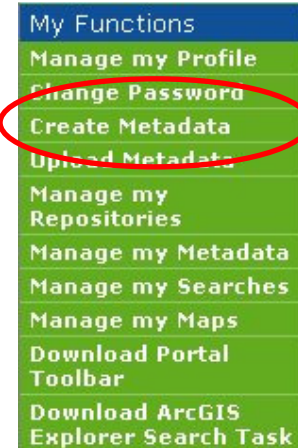 My Functions
Manage my Profile
Change Password
Create Metadata
Upload Metadata
Manage my
Repositories
Manage my Metadata
Manage my Searches
Manage my Maps
Download Portal
Toolbar
Download ArcGIS
Explorer Search Task